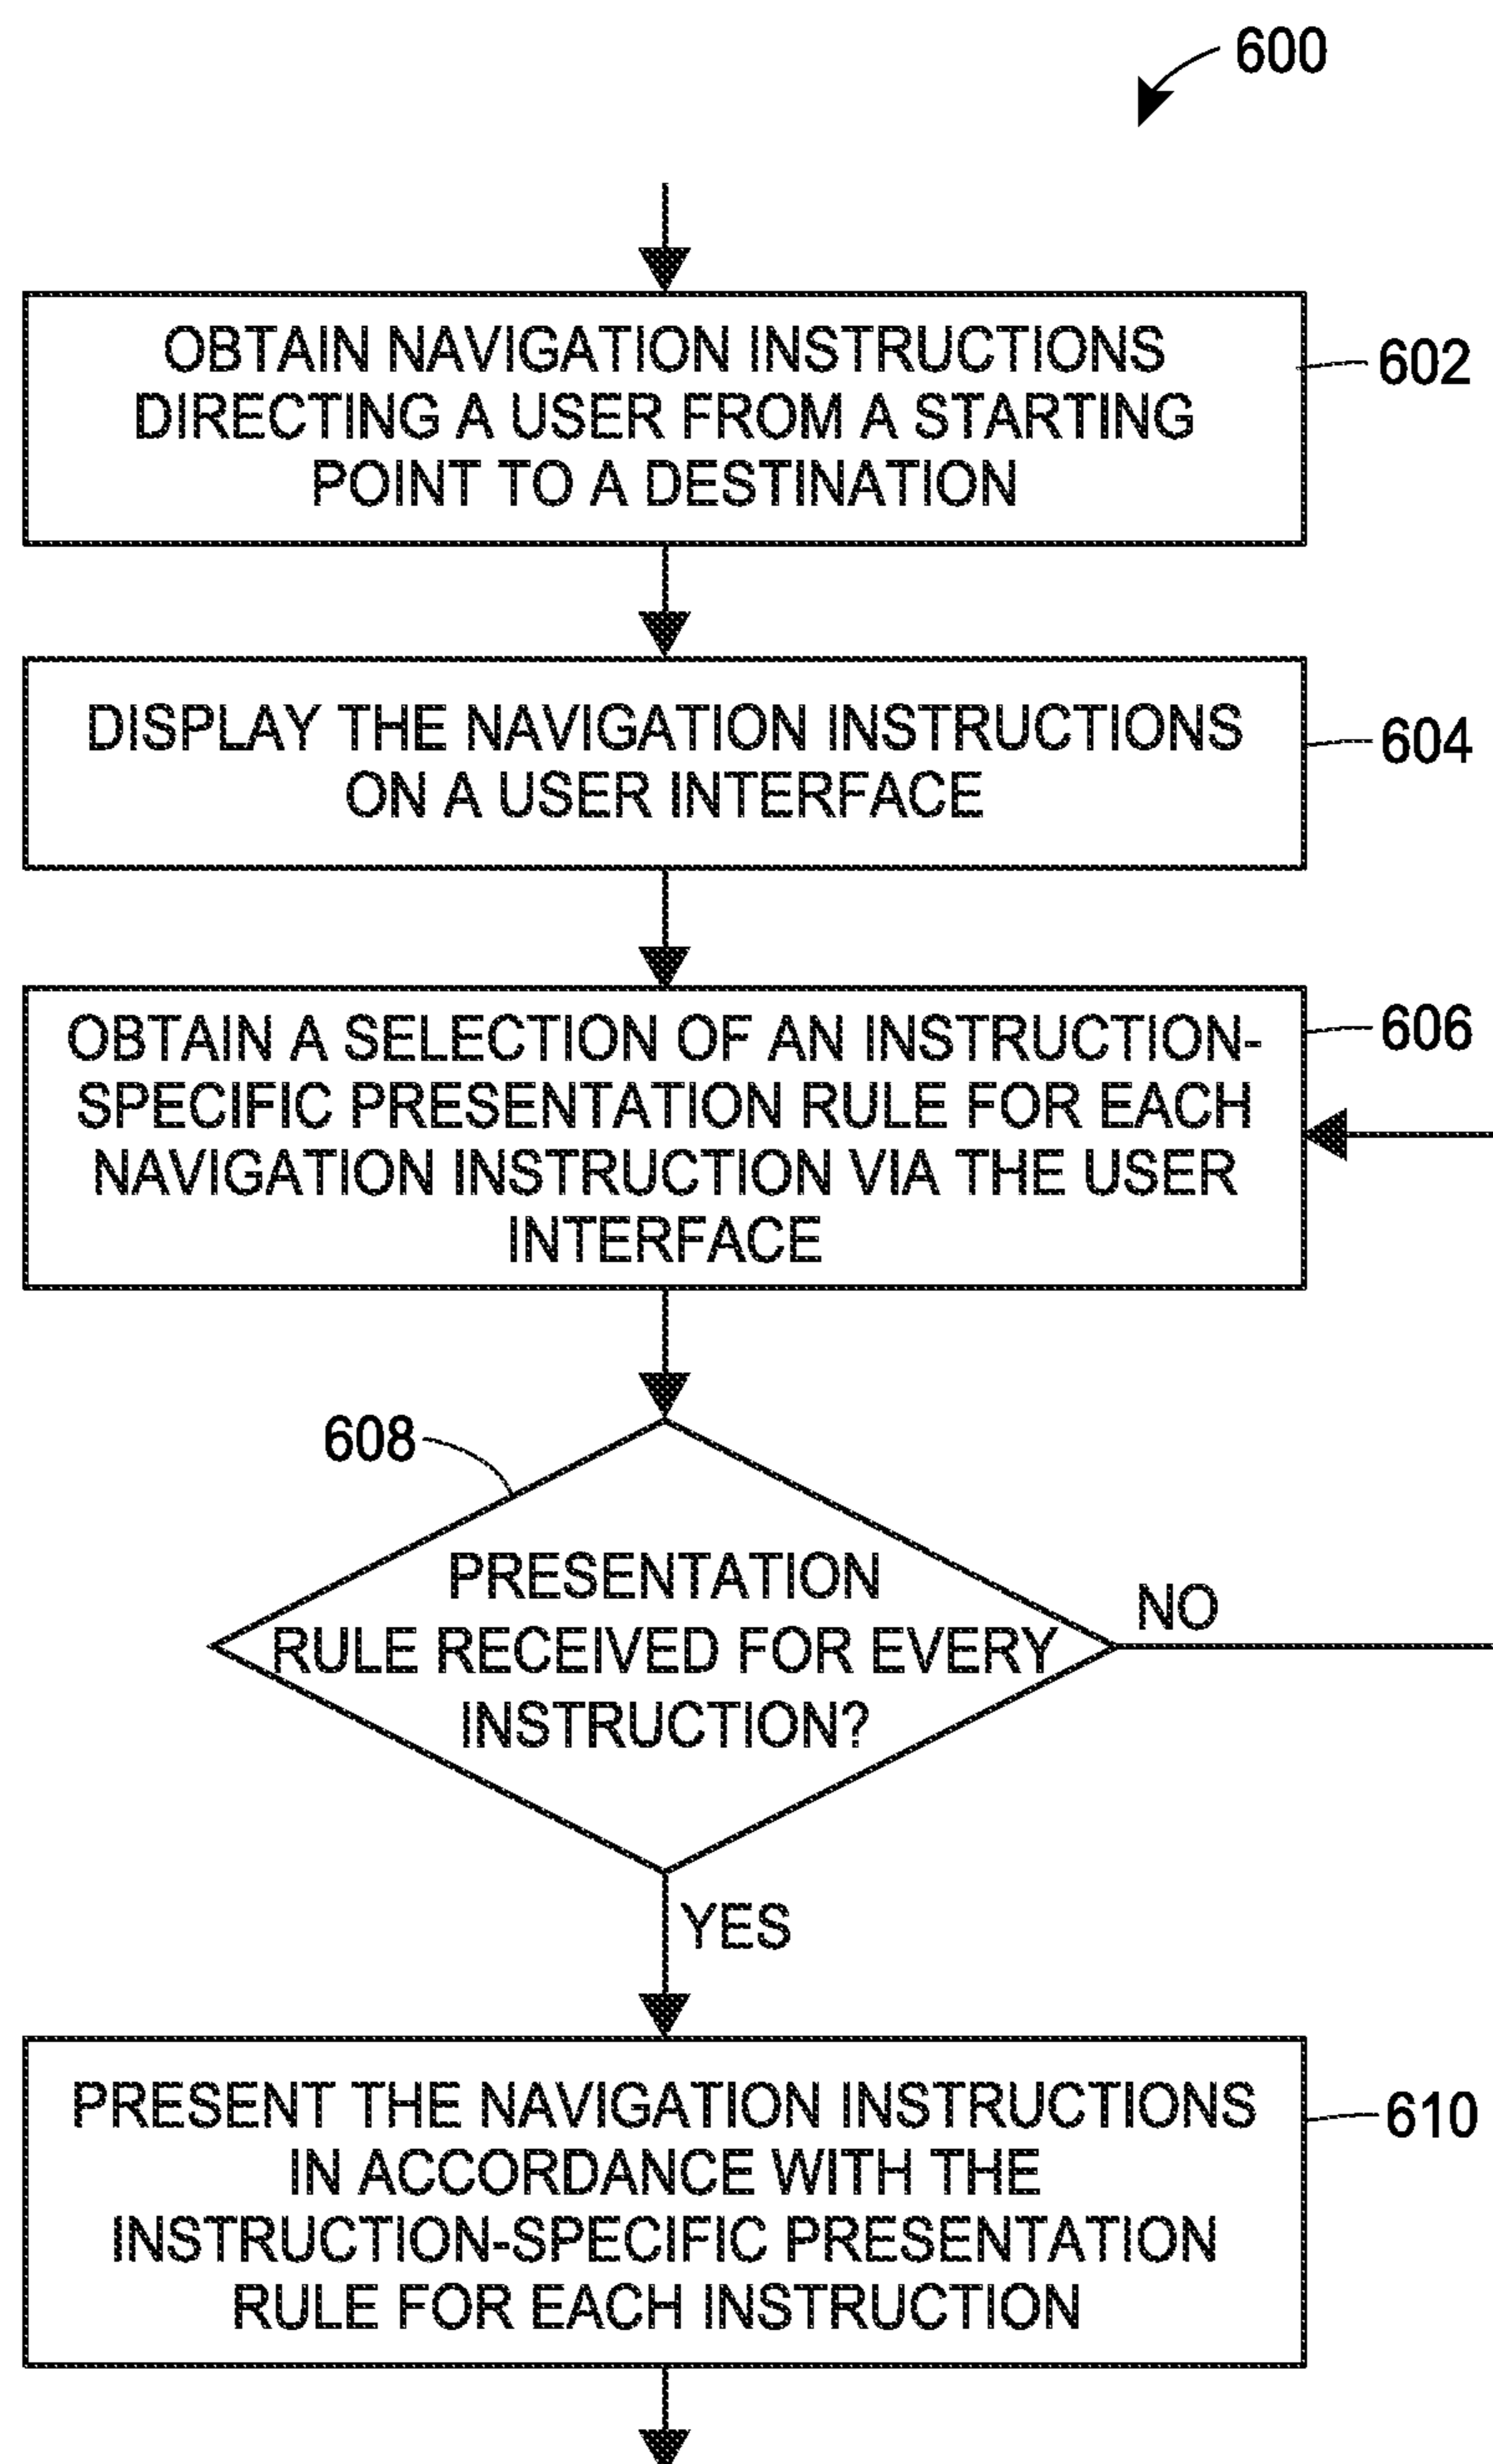 600
OBTAIN NAVIGATION INSTRUCTIONS
DIRECTING A USER FROM A STARTING
POINT TO A DESTINATION
602
DISPLAY THE NAVIGATION INSTRUCTIONS
ON A USER INTERFACE
604
OBTAIN A SELECTION OF AN INSTRUCTION-
SPECIFIC PRESENTATION RULE FOR EACH
NAVIGATION INSTRUCTION VIA THE USER
INTERFACE
606
608
PRESENTATION
RULE RECEIVED FOR EVERY
INSTRUCTION?
NO
YES
PRESENT THE NAVIGATION INSTRUCTIONS
IN ACCORDANCE WITH THE
INSTRUCTION-SPECIFIC PRESENTATION
RULE FOR EACH INSTRUCTION
610